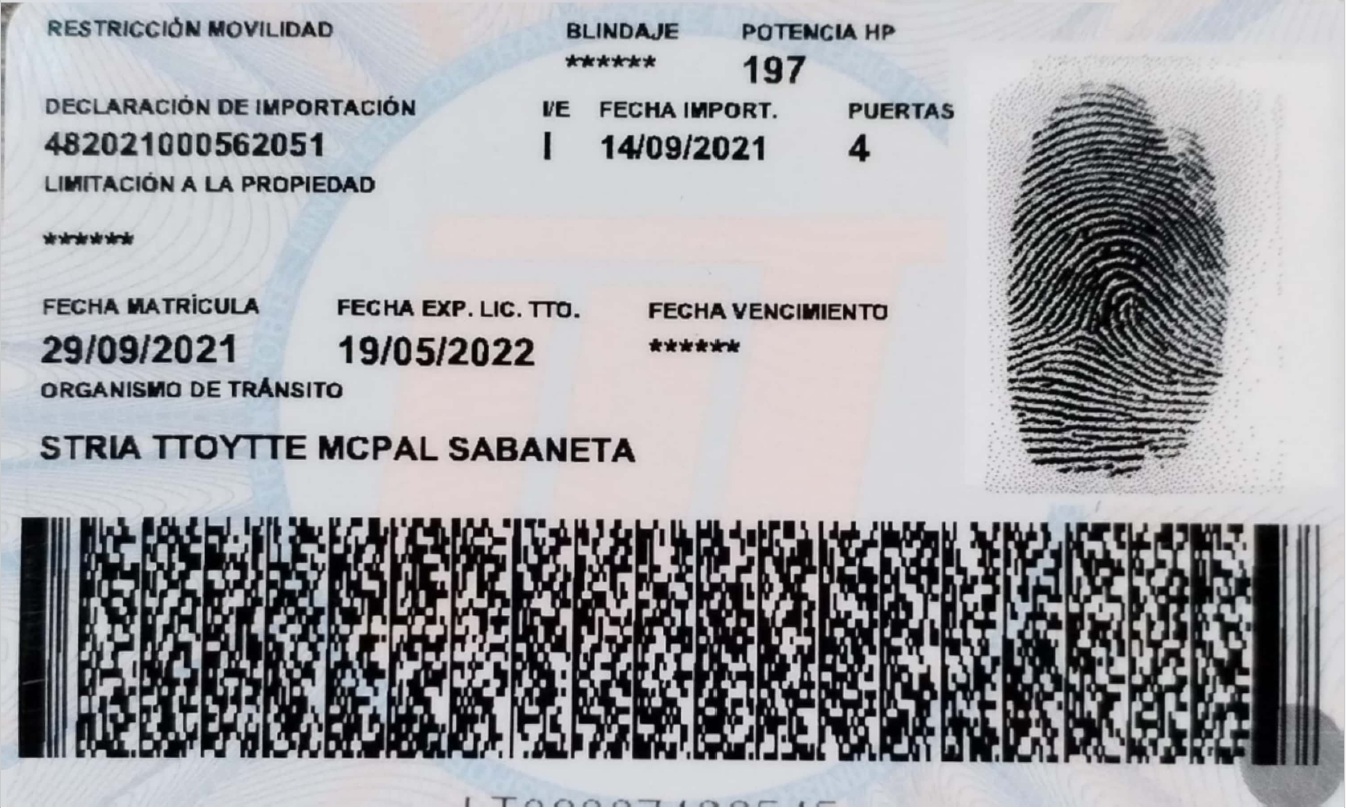 RESTRICCIÓN MOVILIDAD BLINDAJE POTENCIA HP
****** 197
DECLARACIÓN DE IMPORTACIÓN I/E FECHA IMPORT. PUERTAS
482021000562051 I 14/09/2021 4
LIMITACIÓN A LA PROPIEDAD
******
FECHA MATRÍCULA FECHA EXP. LIC. TTO. FECHA VENCIMIENTO
29/09/2021 19/05/2022 ******
ORGANISMO DE TRÁNSITO
STRIA TTOYTTE MCPAL SABANETA